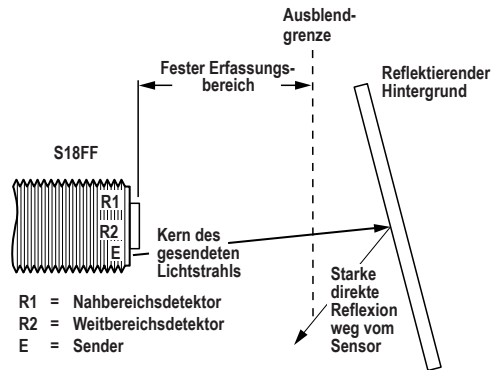 Ausblend-
grenze
Fester Erfassungs-
bereich
Reflektierender
Hintergrund
S18FF
R1
R2
E
Kern des
gesendeten
Lichtstrahls
Starke
direkte
Reflexion
weg vom
Sensor
R1 = Nahbereichsdetektor
R2 = Weitbereichsdetektor
E = Sender